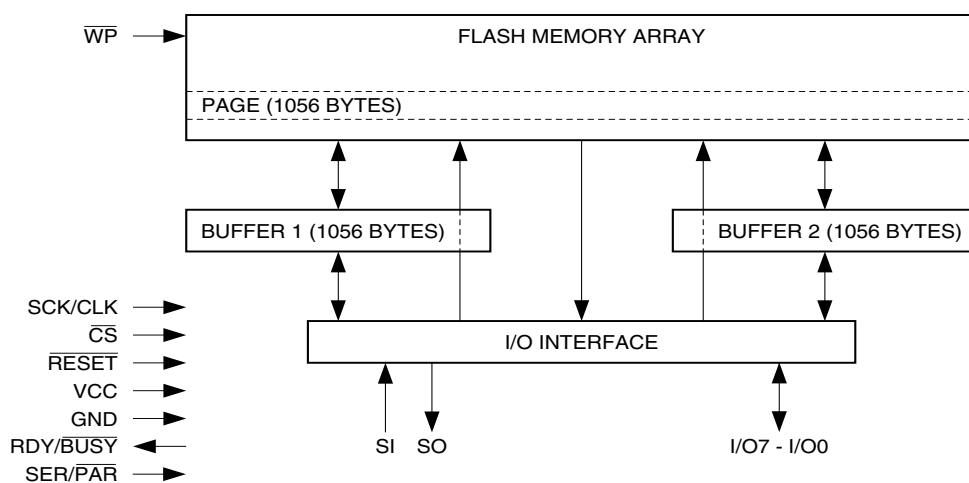 WP
FLASH MEMORY ARRAY
PAGE (1056 BYTES)
BUFFER 1 (1056 BYTES)
BUFFER 2 (1056 BYTES)
SCK/CLK
CS
RESET
VCC
GND
RDY/BUSY
SER/PAR
I/O INTERFACE
SI
SO
I/O7 - I/O0